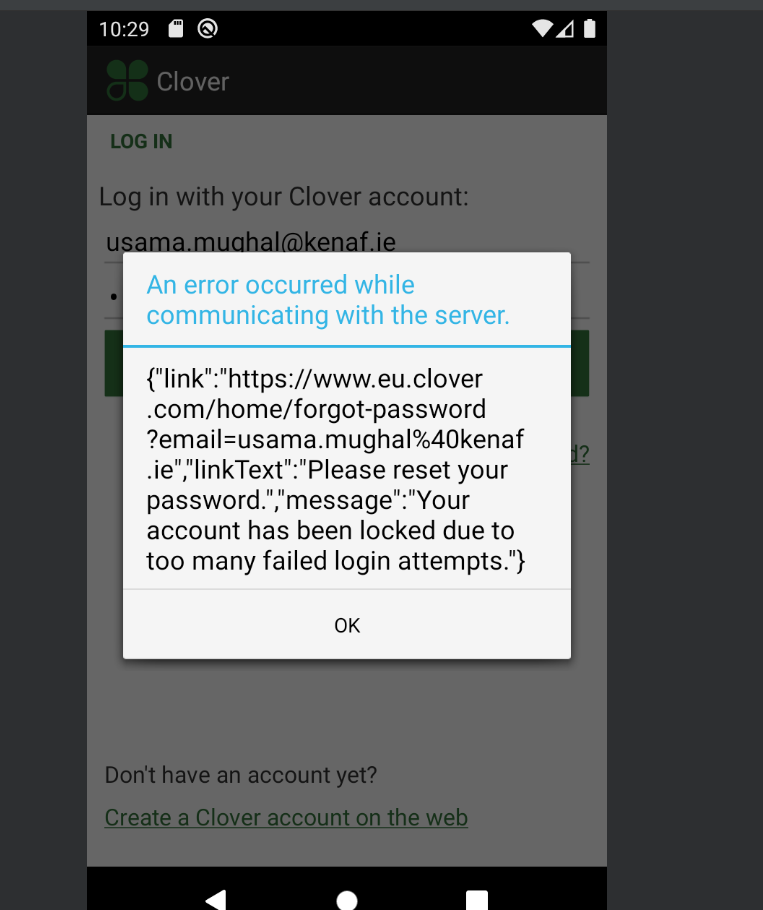 10:29
Clover
LOG IN
Log in with your Clover account:
usama.mughal@kenaf.ie
An error occurred while
communicating with the server.
{"link":"https://www.eu.clover
.com/home/forgot-password
?email=usama.mughal%40kenaf
.ie","linkText":"Please reset your
d?
password.","message":"Your
account has been locked due to
too many failed login attempts."}
OK
Don't have an account yet?
Create a Clover account on the web